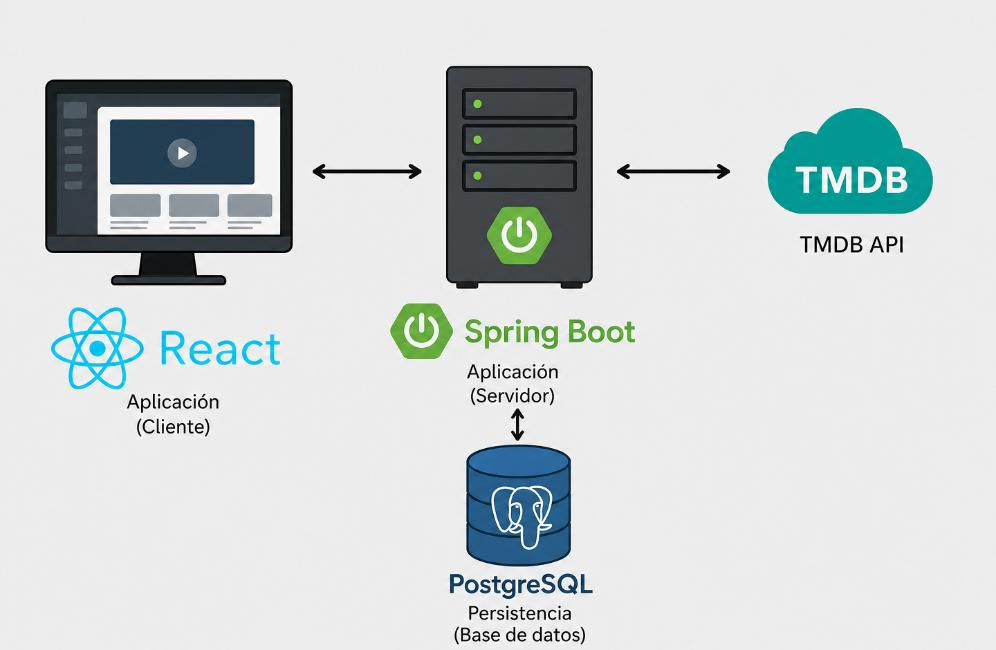 TMDB
TMDB API
React
Aplicación
(Cliente)
Spring Boot
Aplicación
(Servidor)
PostgreSQL
Persistencia
(Base de datos)